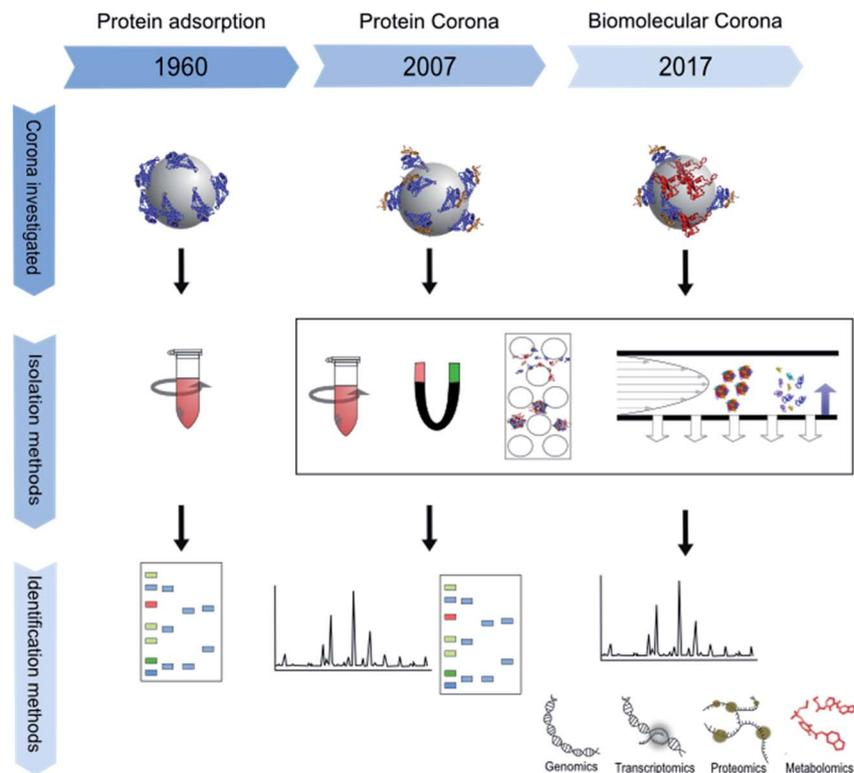 Protein adsorption
Protein Corona
Biomolecular Corona
1960
2007
2017
Corona investigated
Isolation methods
Identification methods
Genomics
Transcriptomics
Proteomics
Metabolomics